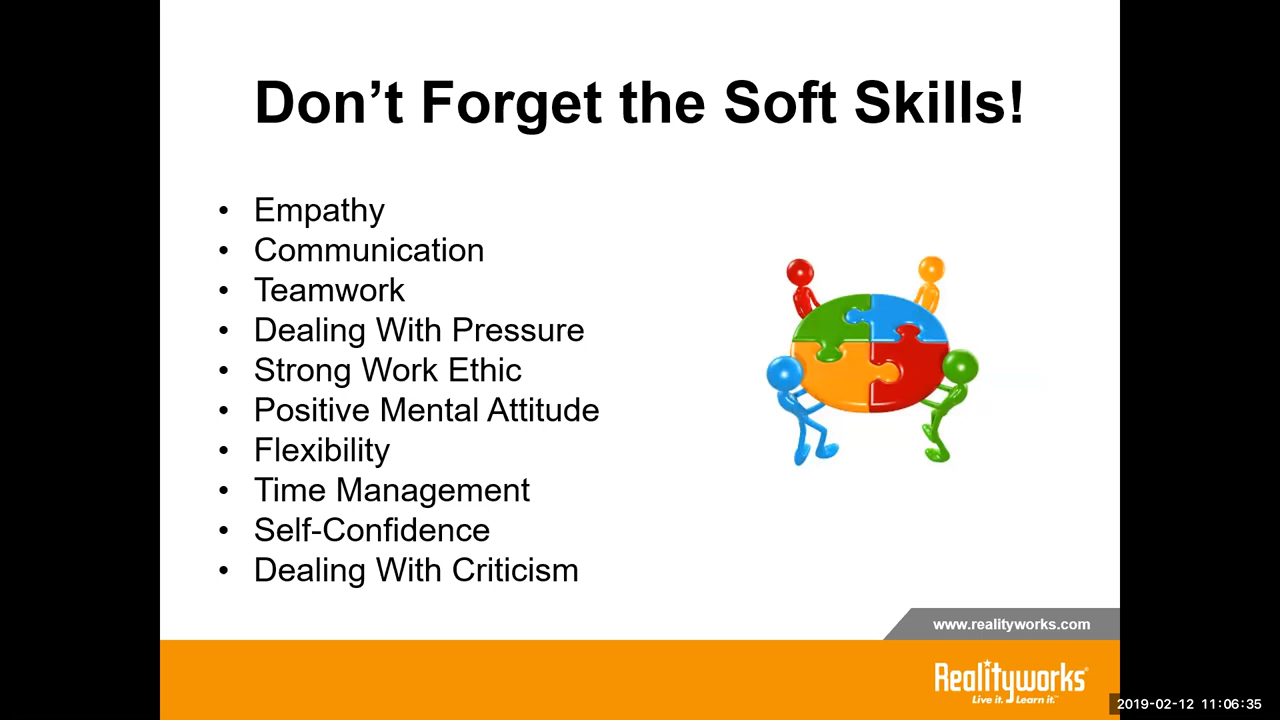 Don’t Forget the Soft Skills!
• Empathy
• Communication
• Teamwork
• Dealing With Pressure
• Strong Work Ethic
• Positive Mental Attitude
• Flexibility
• Time Management
• Self-Confidence
• Dealing With Criticism
www.realityworks.com
Realityworks®
Live it. Learn it.™
2019-02-12 11:06:35